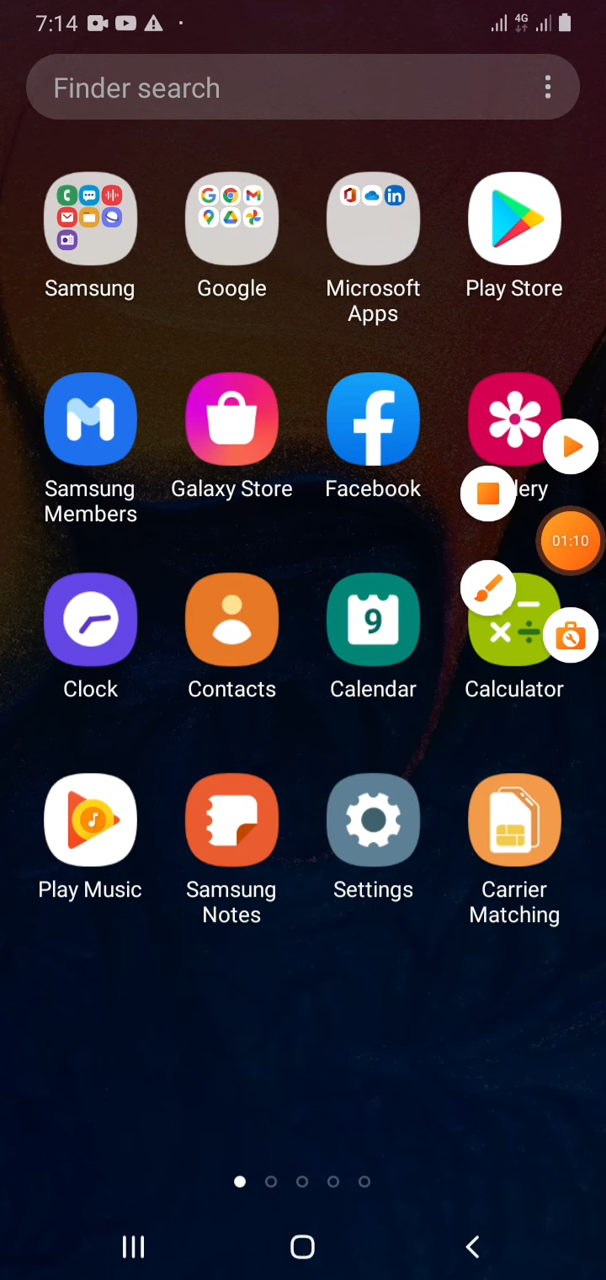 7:14
4G
Finder search
Samsung
Google
Microsoft
Apps
Play Store
Samsung
Members
Galaxy Store
Facebook
lery
01:10
Clock
Contacts
9
Calendar
Calculator
Play Music
Samsung
Notes
Settings
Carrier
Matching